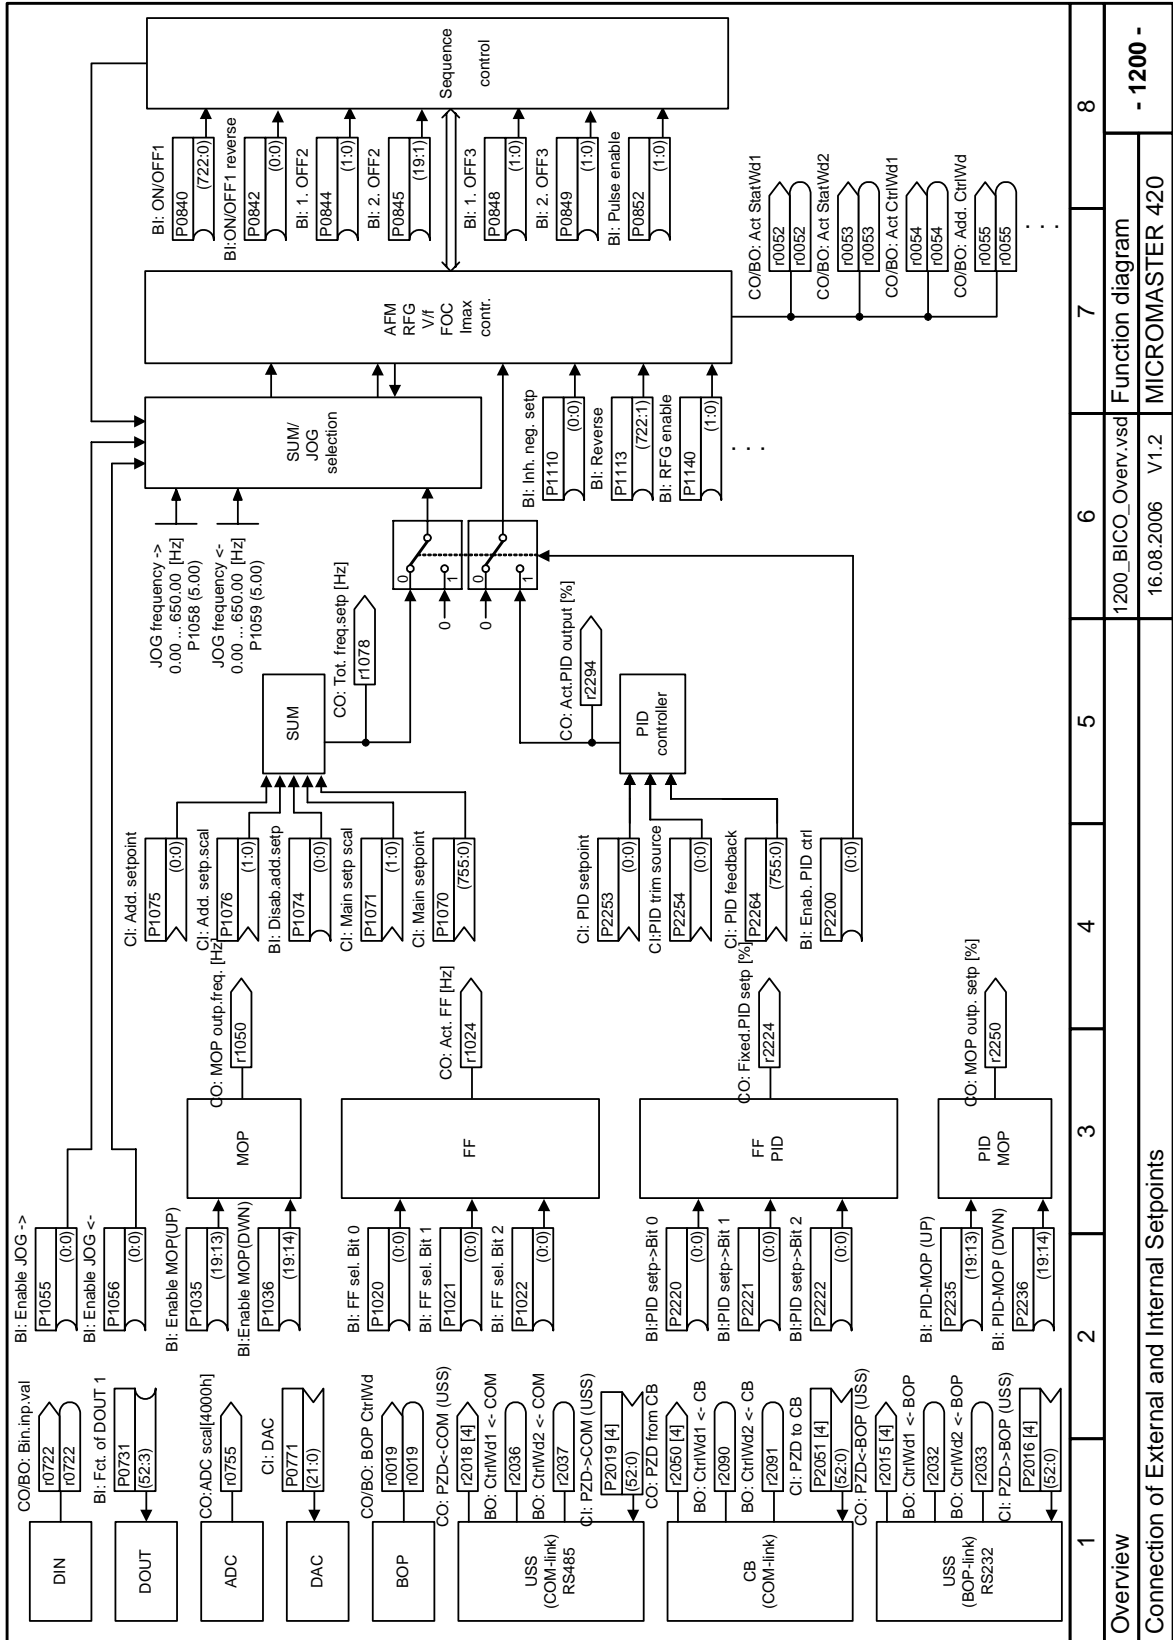 DIN
CO/BO: Bin.inp.val
r0722
r0722
DOUT
BI: Fct. of DOUT 1
P0731
(52:3)
ADC
CO:ADC scal[4000h]
r0755
DAC
CI: DAC
P0771
(21:0)
BOP
CO/BO: BOP CtrlWd
r0019
r0019
USS
(COM-link)
RS485
CO: PZD<-COM (USS)
r2018 [4]
BO: CtrlWd1 <- COM
r2036
BO: CtrlWd2 <- COM
r2037
CI: PZD->COM (USS)
P2019 [4]
(52:0)
CB
(COM-link)
CO: PZD from CB
r2050 [4]
BO: CtrlWd1 <- CB
r2090
BO: CtrlWd2 <- CB
r2091
CI: PZD to CB
P2051 [4]
(52:0)
USS
(BOP-link)
RS232
CO: PZD<-BOP (USS)
r2015 [4]
BO: CtrlWd1 <- BOP
r2032
BO: CtrlWd2 <- BOP
r2033
CI: PZD->BOP (USS)
P2016 [4]
(52:0)
BI: Enable JOG ->
P1055
(0:0)
BI: Enable JOG <-
P1056
(0:0)
BI: Enable MOP(UP)
P1035
(19:13)
BI:Enable MOP(DWN)
P1036
(19:14)
BI: FF sel. Bit 0
P1020
(0:0)
BI: FF sel. Bit 1
P1021
(0:0)
BI: FF sel. Bit 2
P1022
(0:0)
BI:PID setp->Bit 0
P2220
(0:0)
BI:PID setp->Bit 1
P2221
(0:0)
BI:PID setp->Bit 2
P2222
(0:0)
BI: PID-MOP (UP)
P2235
(19:13)
BI: PID-MOP (DWN)
P2236
(19:14)
MOP
CO: MOP outp.freq. [Hz]
r1050
FF
CO: Act. FF [Hz]
r1024
FF
PID
CO: Fixed.PID setp [%]
r2224
PID
MOP
CO: MOP outp. setp [%]
r2250
CI: Add. setpoint
P1075
(0:0)
CI: Add. setp.scal
P1076
(1:0)
BI: Disab.add.setp
P1074
(0:0)
CI: Main setp scal
P1071
(1:0)
CI: Main setpoint
P1070
(755:0)
CI: PID setpoint
P2253
(0:0)
CI:PID trim source
P2254
(0:0)
CI: PID feedback
P2264
(755:0)
BI: Enab. PID ctrl
P2200
(0:0)
SUM
CO: Tot. freq.setp [Hz]
r1078
PID
controller
CO: Act.PID output [%]
r2294
JOG frequency ->
0.00 ... 650.00 [Hz]
P1058 (5.00)
JOG frequency <-
0.00 ... 650.00 [Hz]
P1059 (5.00)
0
1
0
0
1
0
SUM/
JOG
selection
BI: Inh. neg. setp
P1110
(0:0)
BI: Reverse
P1113
(722:1)
BI: RFG enable
P1140
(1:0)
. . .
AFM
RFG
V/f
FOC
Imax
contr.
BI: ON/OFF1
P0840
(722:0)
BI:ON/OFF1 reverse
P0842
(0:0)
BI: 1. OFF2
P0844
(1:0)
BI: 2. OFF2
P0845
(19:1)
BI: 1. OFF3
P0848
(1:0)
BI: 2. OFF3
P0849
(1:0)
BI: Pulse enable
P0852
(1:0)
Sequence
control
CO/BO: Act StatWd1
r0052
r0052
CO/BO: Act StatWd2
r0053
r0053
CO/BO: Act CtrlWd1
r0054
r0054
CO/BO: Add. CtrlWd
r0055
r0055
. . .
1 2 3 4 5 6 7 8
Overview 1200_BICO_Overv.vsd Function diagram - 1200 -
Connection of External and Internal Setpoints 16.08.2006 V1.2 MICROMASTER 420